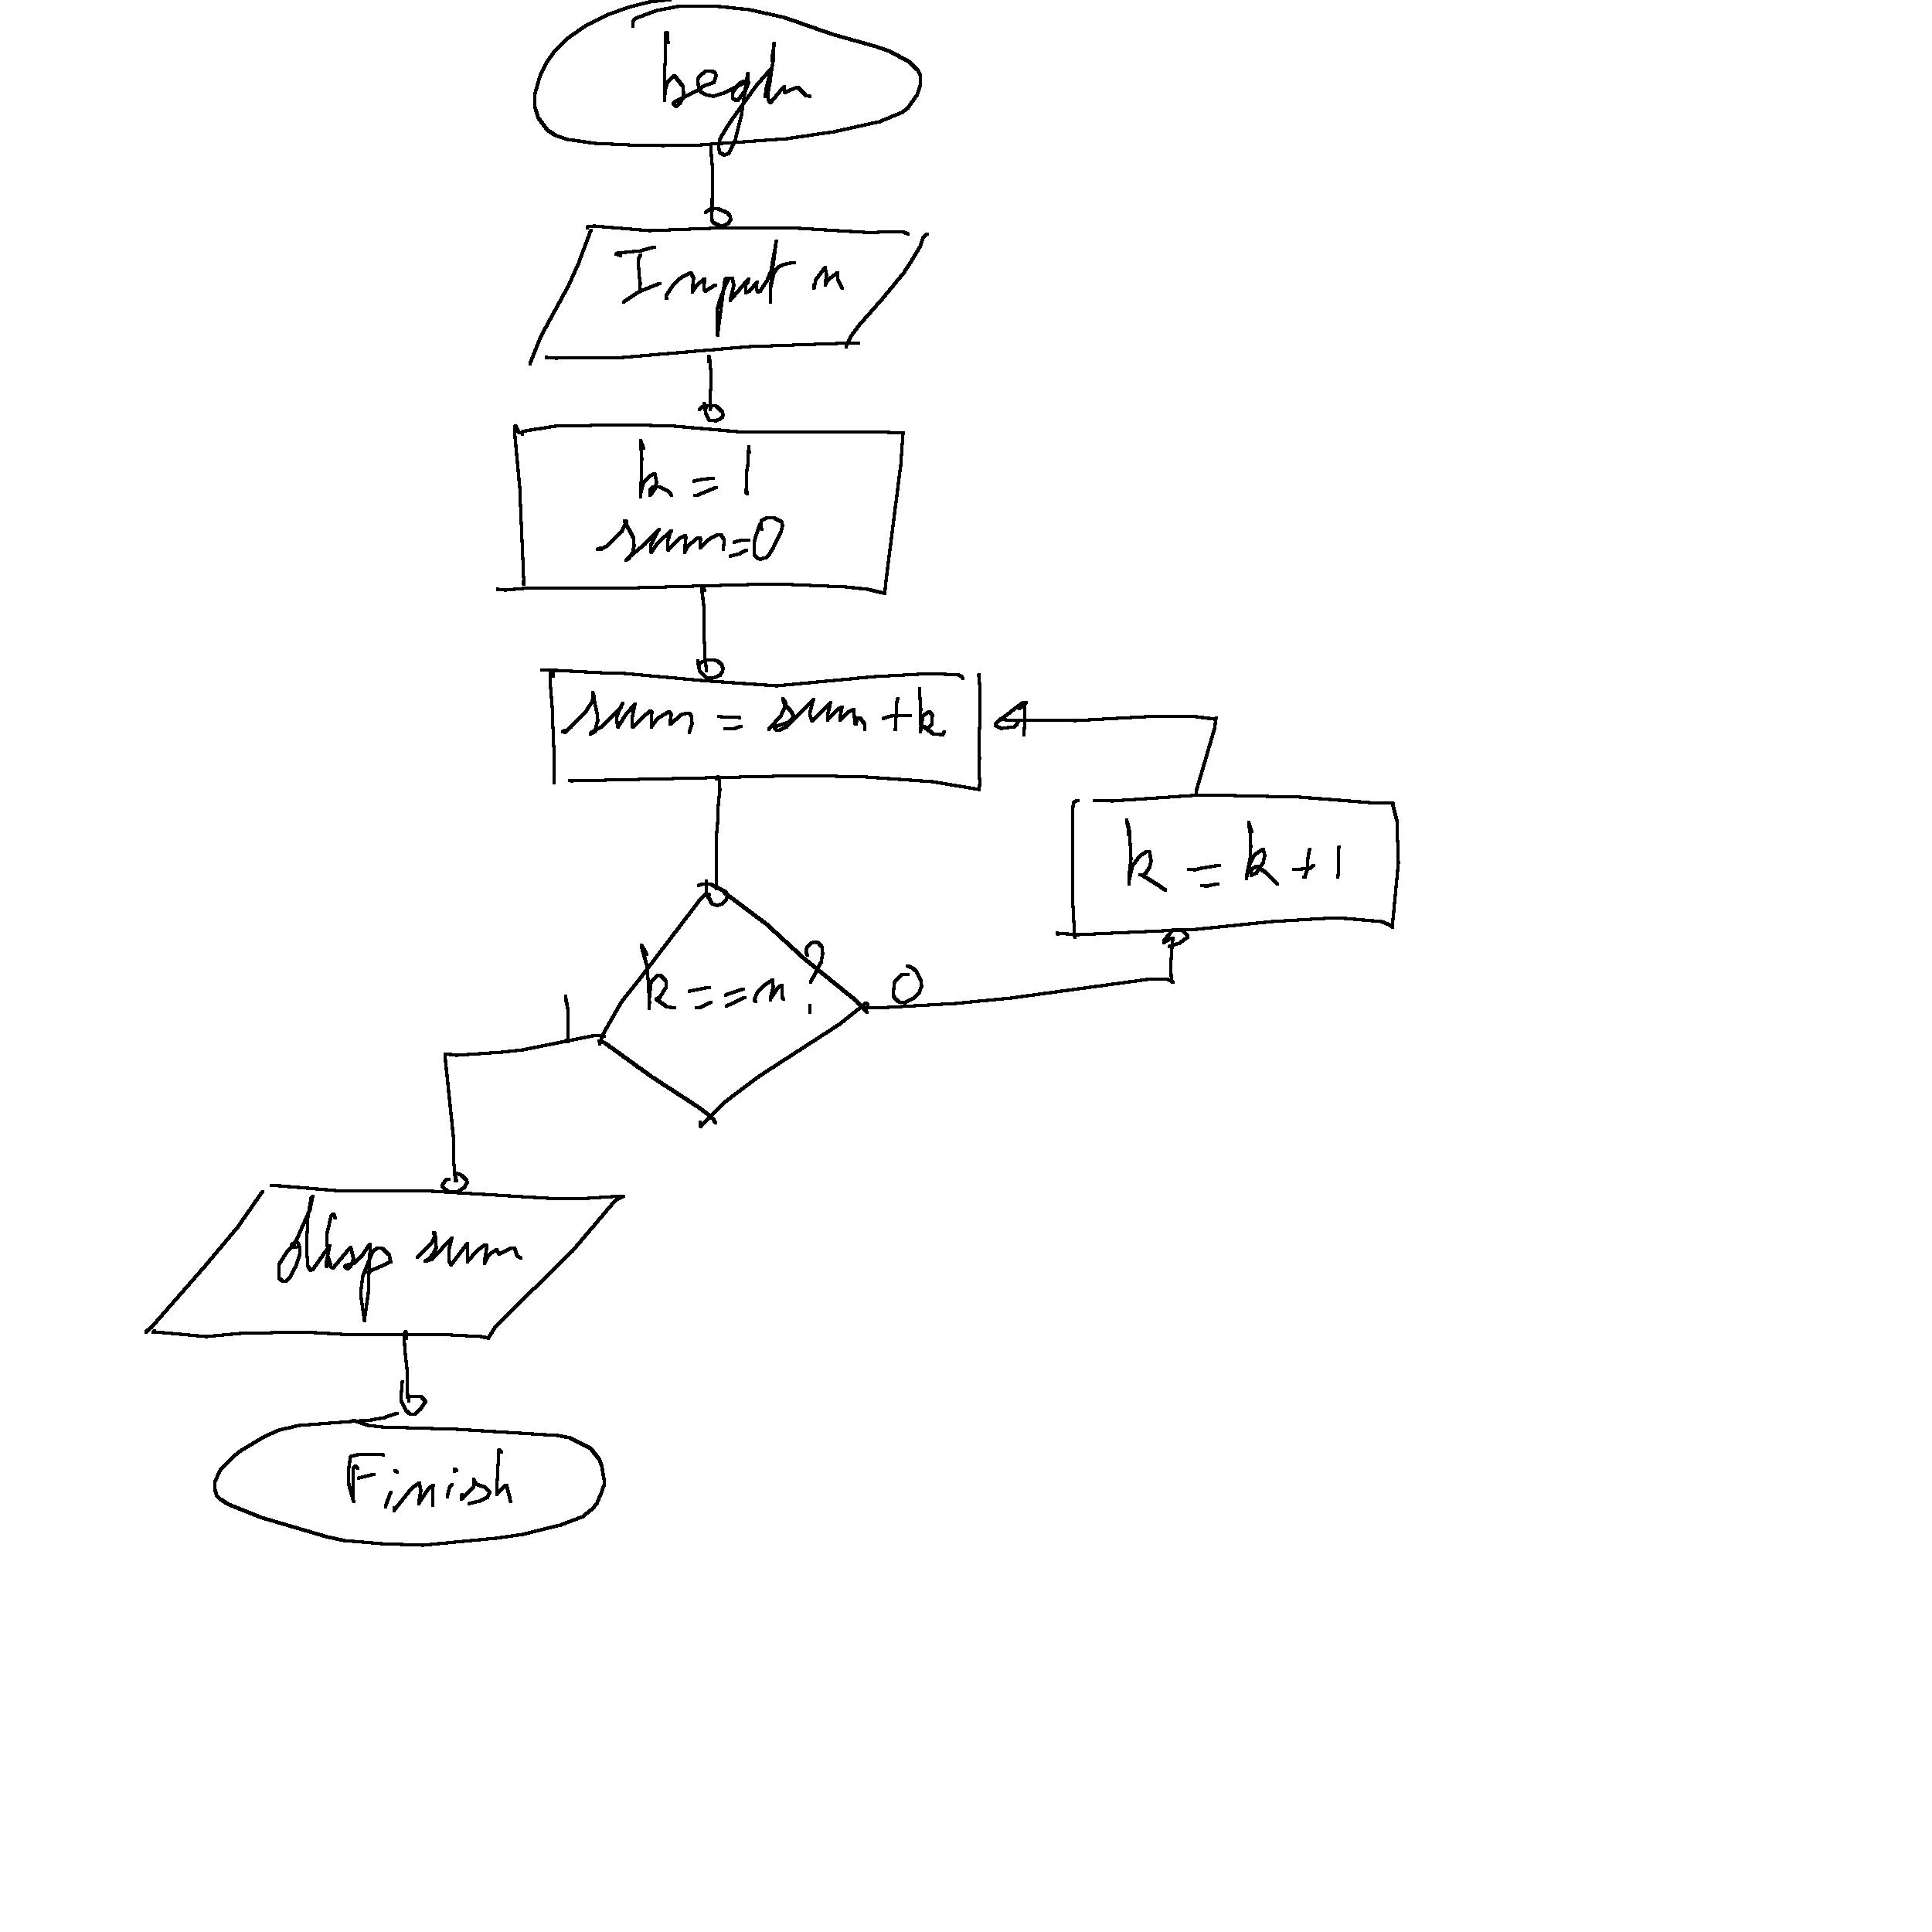 begin
Input n
k = 1
sum=0
sum = sum +k
k = k +1
k==n?
1
0
disp sum
Finish